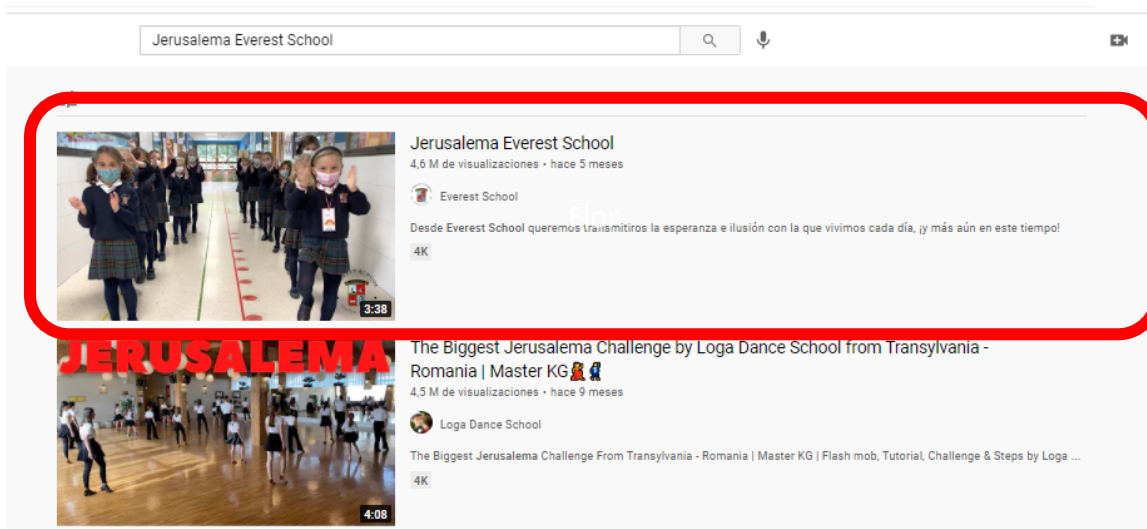 Jerusalema Everest School
Jerusalema Everest School
4,6 M de visualizaciones • hace 5 meses
Everest School
Flor
Desde Everest School queremos transmitiros la esperanza e ilusión con la que vivimos cada día, ¡y más aún en este tiempo!
4K
3:38
JERUSALEMA
The Biggest Jerusalema Challenge by Loga Dance School from Transylvania -
Romania | Master KG
4,5 M de visualizaciones • hace 9 meses
Loga Dance School
The Biggest Jerusalema Challenge From Transylvania - Romania | Master KG | Flash mob, Tutorial, Challenge & Steps by Loga ...
4K
4:08